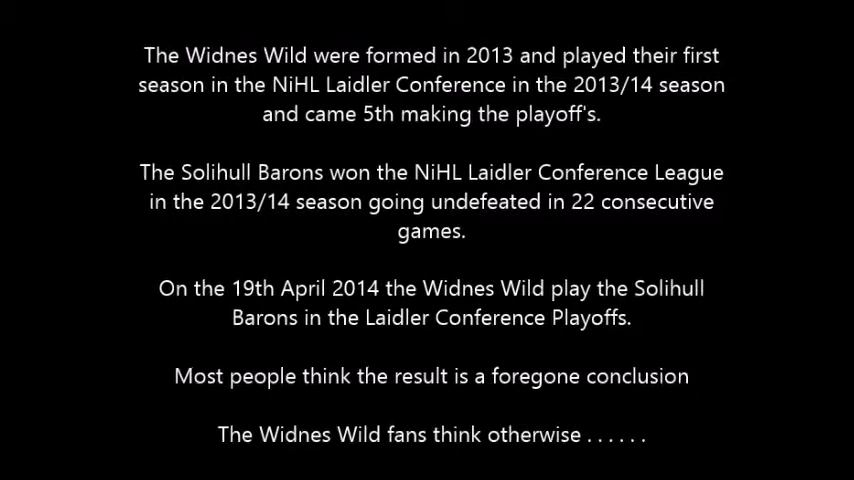 The Widnes Wild were formed in 2013 and played their first
season in the NiHL Laidler Conference in the 2013/14 season
and came 5th making the playoff's.
The Solihull Barons won the NiHL Laidler Conference League
in the 2013/14 season going undefeated in 22 consecutive
games.
On the 19th April 2014 the Widnes Wild play the Solihull
Barons in the Laidler Conference Playoffs.
Most people think the result is a foregone conclusion
The Widnes Wild fans think otherwise . . . . . .